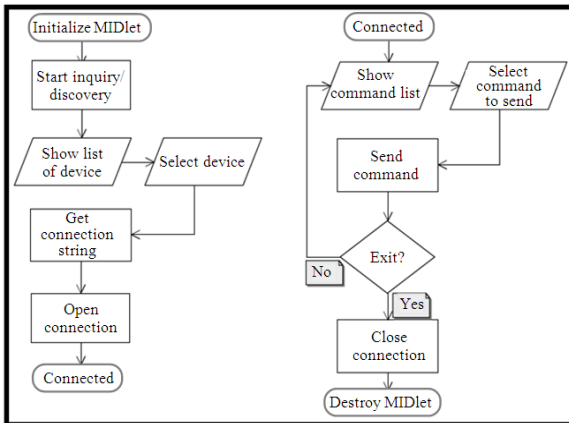 Initialize MIDlet
Start inquiry/
discovery
Show list
of device
Select device
Get
connection
string
Open
connection
Connected
Connected
Show
command list
Select
command
to send
Send
command
Exit?
No
Yes
Close
connection
Destroy MIDlet